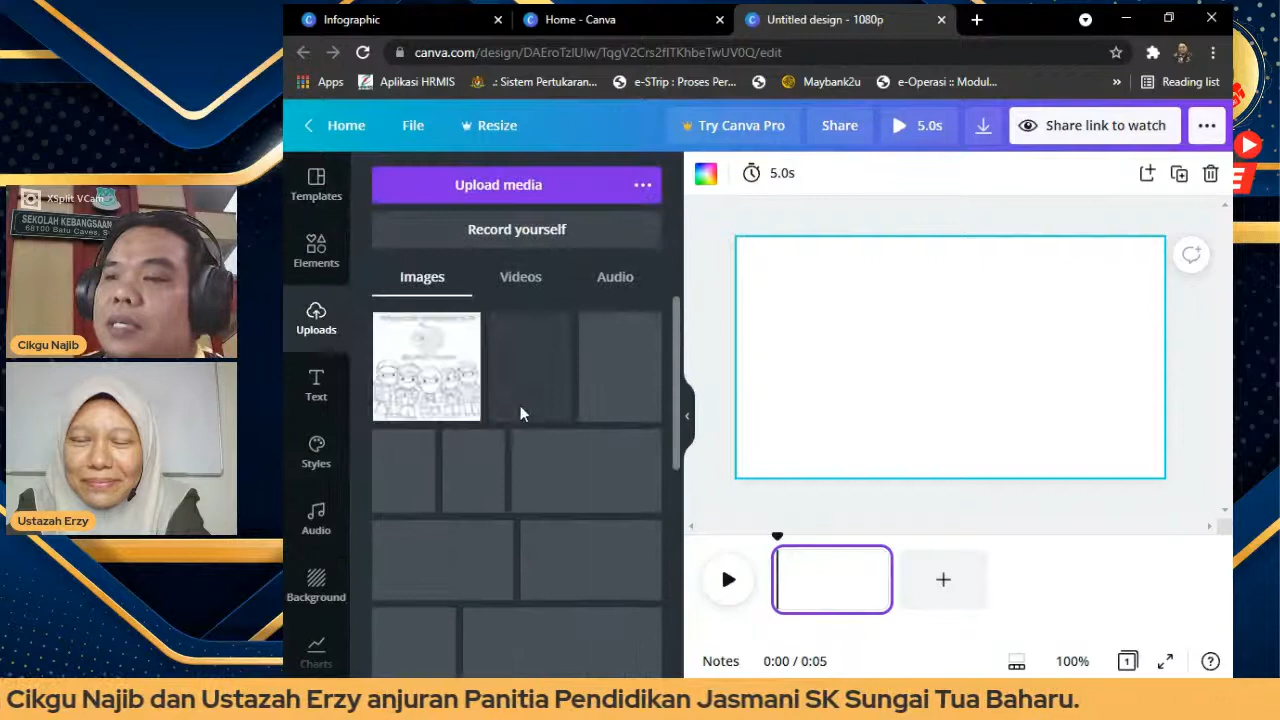 Infographic
Home - Canva
Untitled design - 1080p
canva.com/design/DAEroTzlUlw/TqgV2Crs2fITKhbeTwUV0Q/edit
Apps
Aplikasi HRMIS
.: Sistem Pertukaran...
e-STrip : Proses Per...
Maybank2u
e-Operasi :: Modul...
»
Reading list
Home
File
Resize
Try Canva Pro
Share
5.0s
Share link to watch
Templates
Elements
Uploads
Text
Styles
Audio
Background
Charts
Upload media
Record yourself
Images
Videos
Audio
5.0s
Notes
0:00 / 0:05
100%
1
XSplit VCam
SEKOLAH KEBANGSAAN
68100 Batu Caves, S
Cikgu Najib
Ustazah Erzy
Cikgu Najib dan Ustazah Erzy anjuran Panitia Pendidikan Jasmani SK Sungai Tua Baharu.